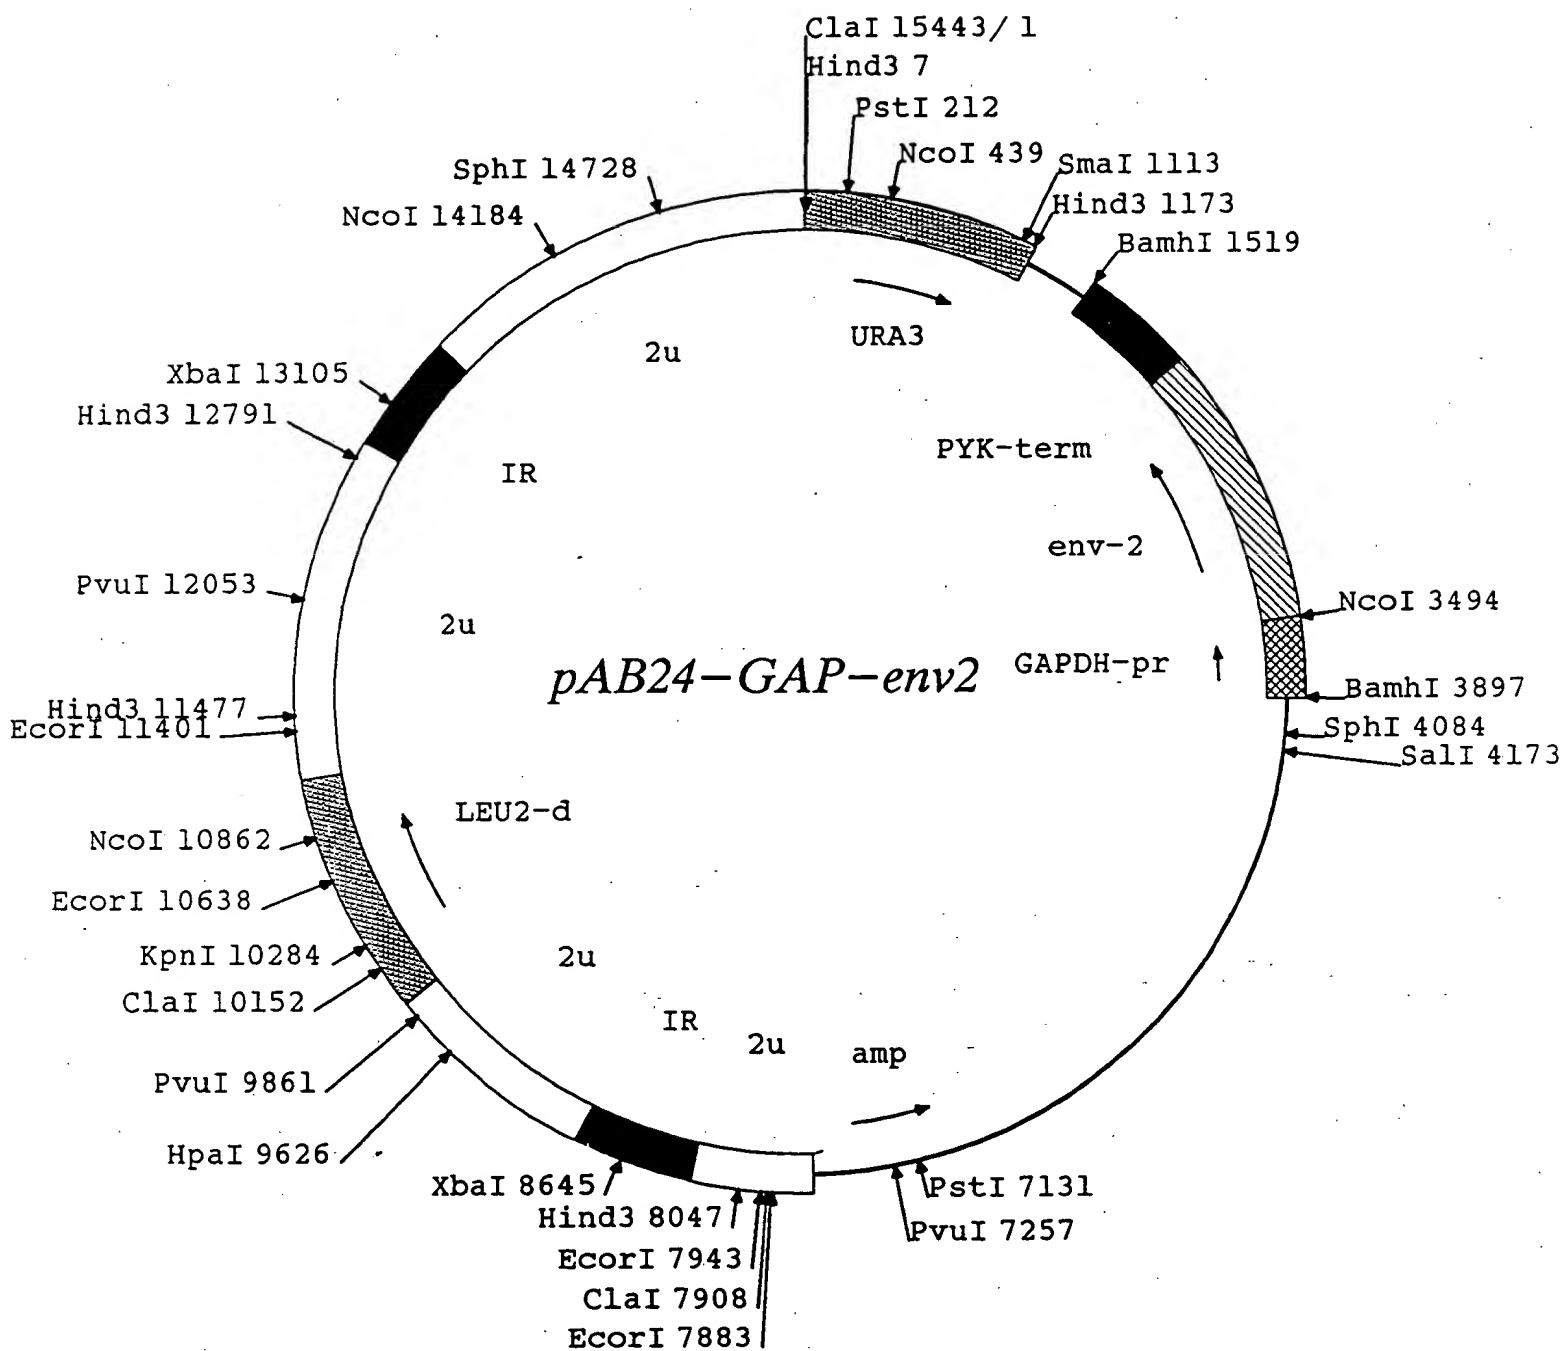 ClaI 15443/1
Hind3 7
PstI 212
NcoI 439
SmaI 1113
Hind3 1173
BamhI 1519
SphI 14728
NcoI 14184
URA3
2u
XbaI 13105
Hind3 12791
PYK-term
IR
env-2
PvuI 12053
NcoI 3494
2u
pAB24-GAP-env2
GAPDH-pr
BamhI 3897
Hind3 11477
EcorI 11401
SphI 4084
SalI 4173
LEU2-d
NcoI 10862
EcorI 10638
KpnI 10284
2u
ClaI 10152
IR
2u
amp
PvuI 9861
HpaI 9626
XbaI 8645
PstI 7131
Hind3 8047
PvuI 7257
EcorI 7943
ClaI 7908
EcorI 7883